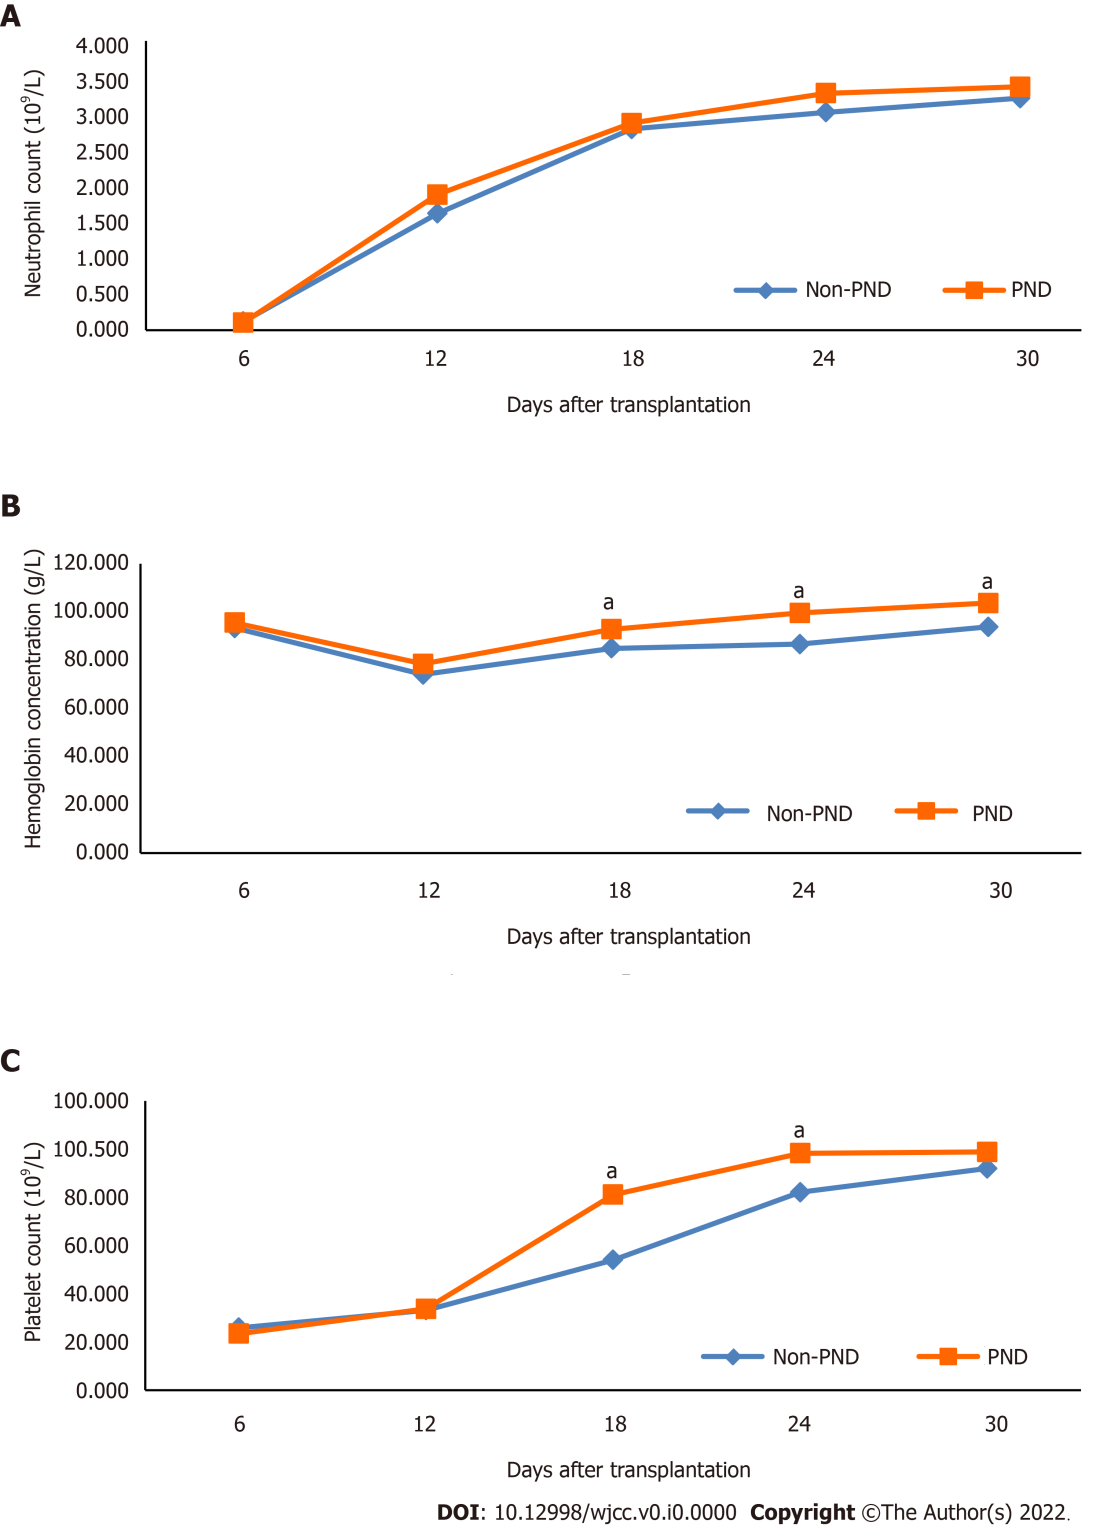 A
4.000
3.500
3.000
2.500
2.000
1.500
1.000
0.500
0.000
Neutrophil count (10⁹/L)
Non-PND PND
6 12 18 24 30
Days after transplantation
B
120.000
100.000
80.000
60.000
40.000
20.000
0.000
Hemoglobin concentration (g/L)
a a a
Non-PND PND
6 12 18 24 30
Days after transplantation
C
100.000
100.500
80.000
60.000
40.000
20.000
0.000
Platelet count (10⁹/L)
a a
Non-PND PND
6 12 18 24 30
Days after transplantation
DOI: 10.12998/wjcc.v0.i0.0000 Copyright ©The Author(s) 2022.